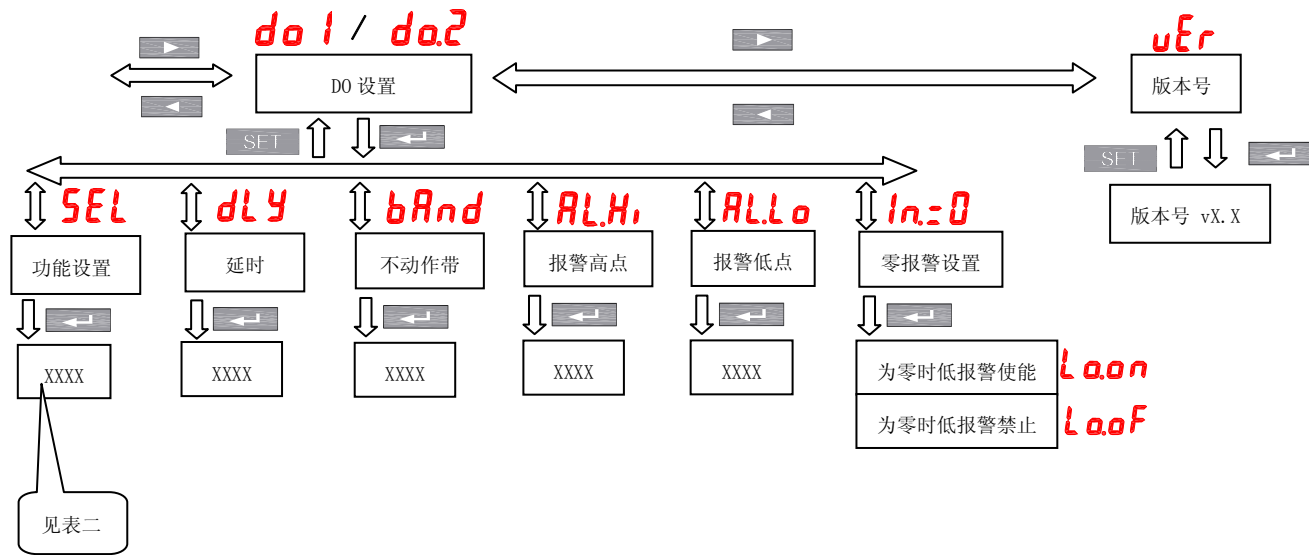 do1 / do.2
uEr
DO 设置
版本号
SET
SET
SEL
dLY
bAnd
AL.Hi
AL.Lo
In.=0
功能设置
延时
不动作带
报警高点
报警低点
零报警设置
版本号 vX.X
XXXX
XXXX
XXXX
XXXX
XXXX
为零时低报警使能
Lo.on
为零时低报警禁止
Lo.oF
见表二